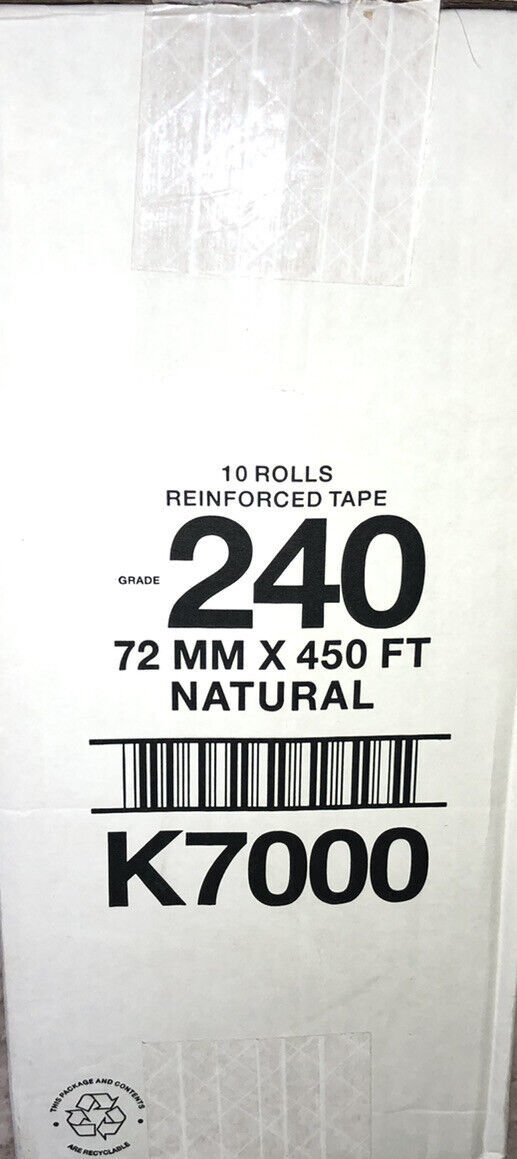 10 ROLLS
REINFORCED TAPE
GRADE 240
72 MM X 450 FT
NATURAL
K7000
THIS PACKAGE AND CONTENTS
ARE RECYCLABLE